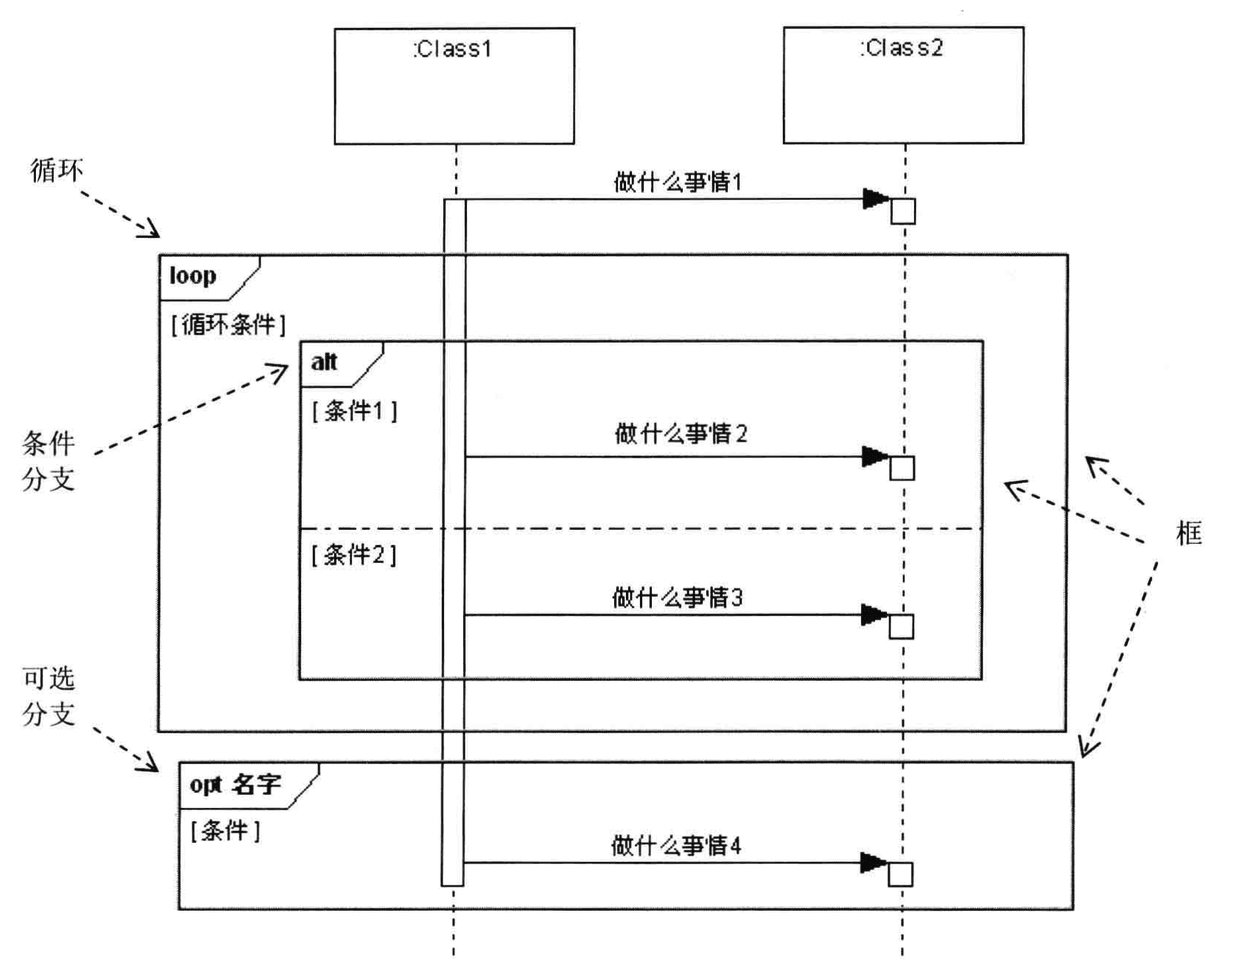 :Class1
:Class2
循环
做什么事情1
loop
[循环条件]
alt
[条件1]
条件
分支
做什么事情2
框
[条件2]
做什么事情3
可选
分支
opt 名字
[条件]
做什么事情4